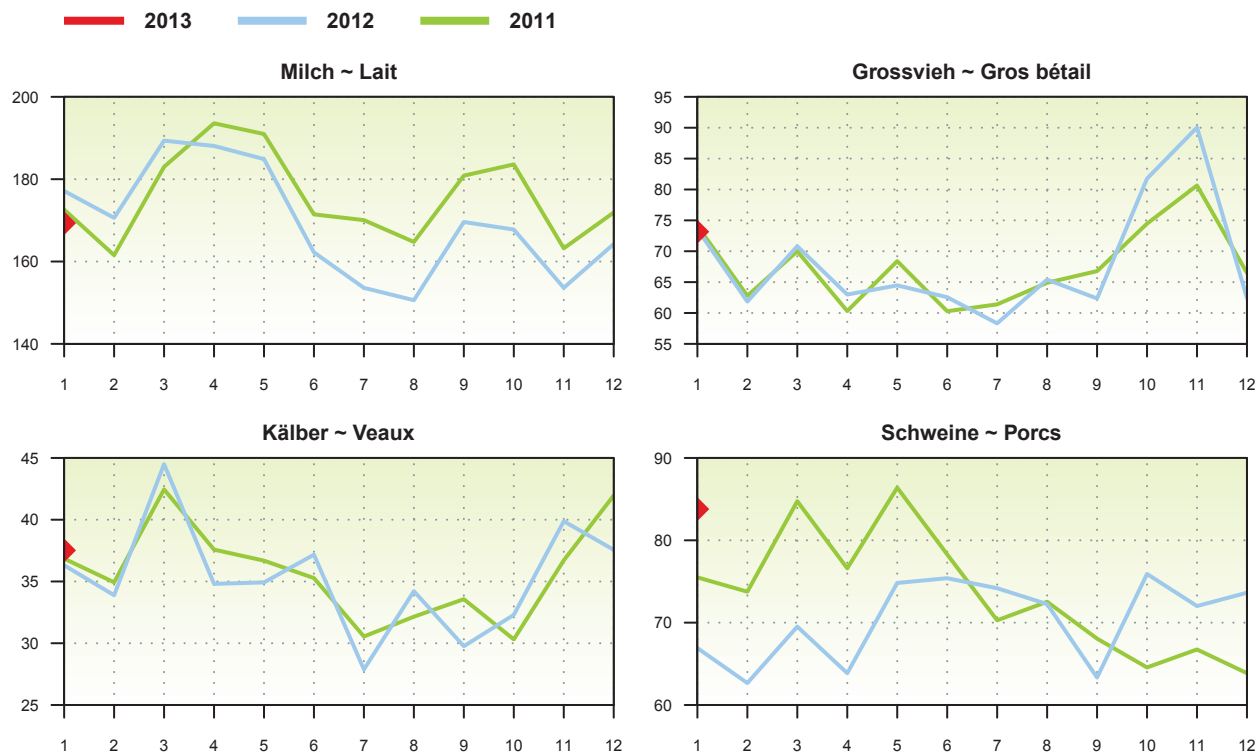 2013 2012 2011
Milch ~ Lait
200
180
160
140
1 2 3 4 5 6 7 8 9 10 11 12
Grossvieh ~ Gros bétail
95
90
85
80
75
70
65
60
55
1 2 3 4 5 6 7 8 9 10 11 12
Kälber ~ Veaux
45
40
35
30
25
1 2 3 4 5 6 7 8 9 10 11 12
Schweine ~ Porcs
90
80
70
60
1 2 3 4 5 6 7 8 9 10 11 12